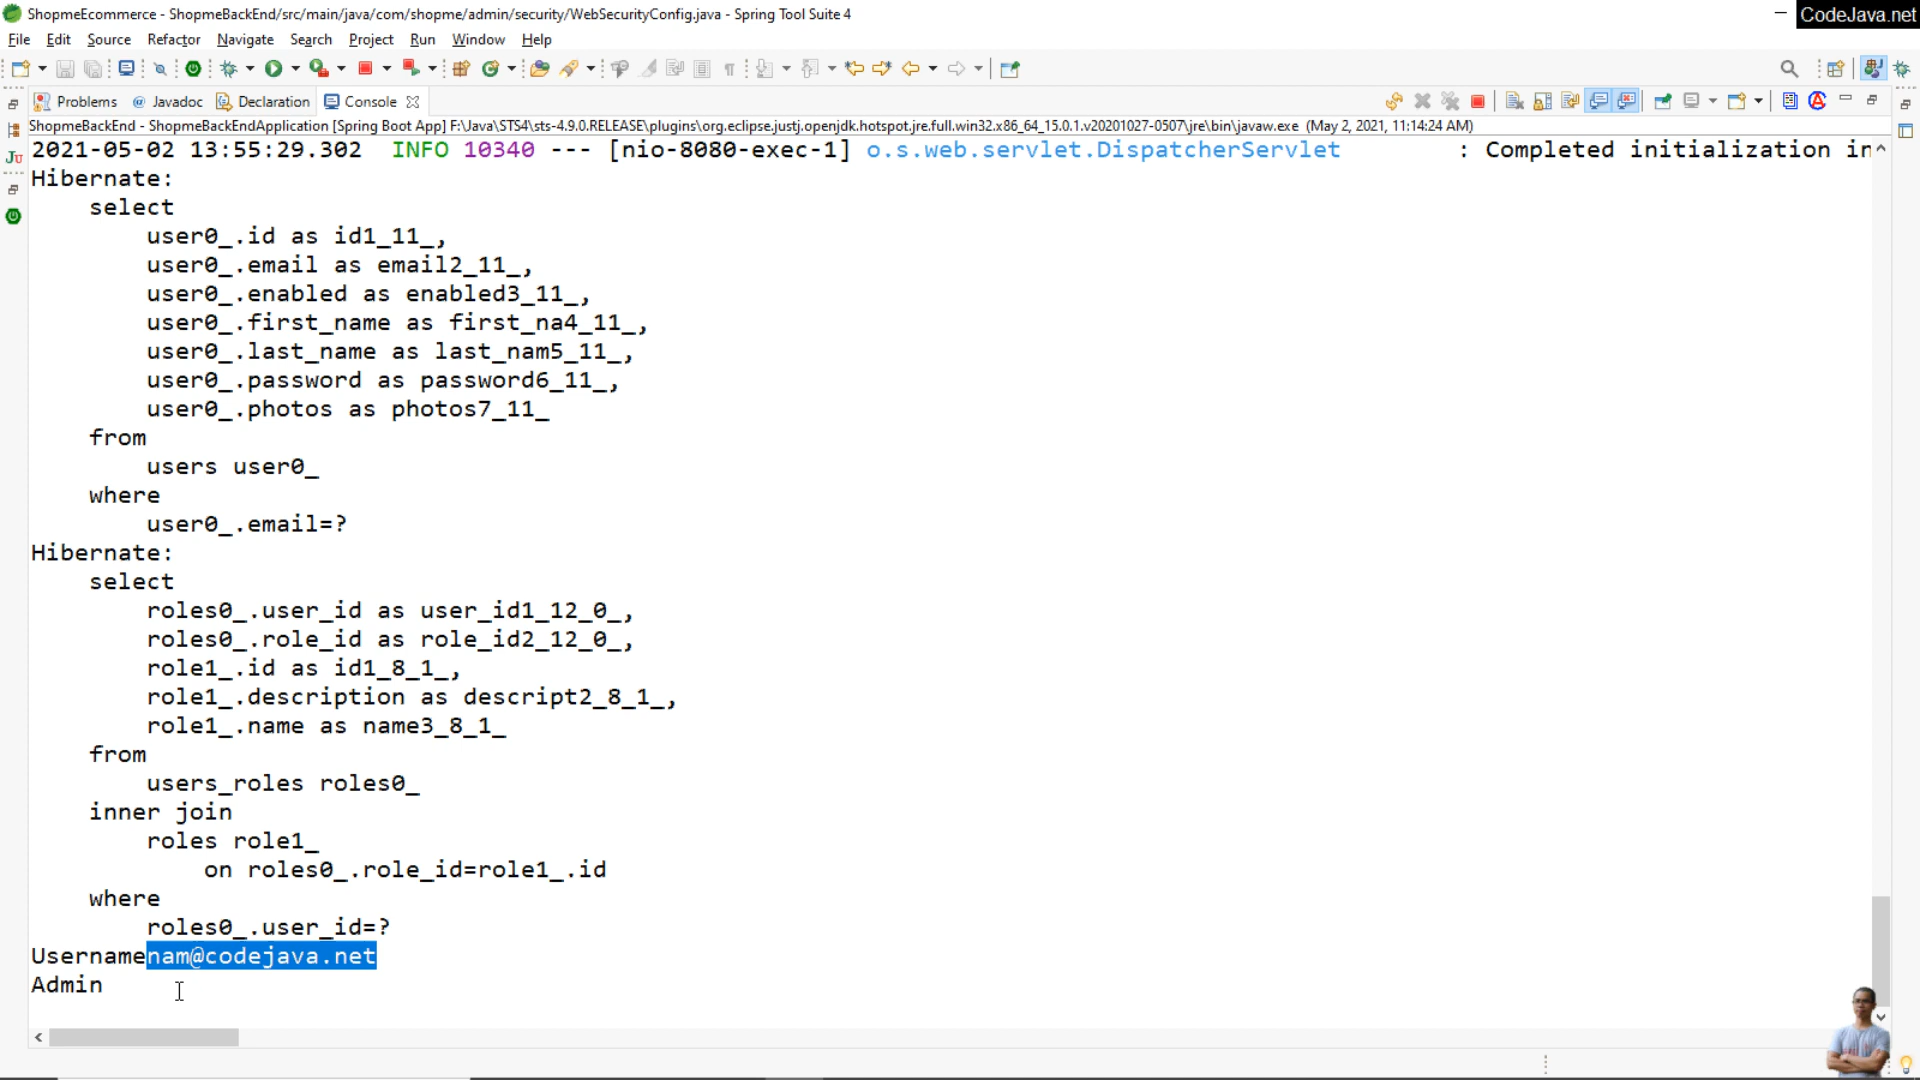 ShopmeEcommerce - ShopmeBackEnd/src/main/java/com/shopme/admin/security/WebSecurityConfig.java - Spring Tool Suite 4
CodeJava.net
File Edit Source Refactor Navigate Search Project Run Window Help
Problems @ Javadoc Declaration Console
ShopmeBackEnd - ShopmeBackEndApplication [Spring Boot App] F:\Java\STS4\sts-4.9.0.RELEASE\plugins\org.eclipse.justj.openjdk.hotspot.jre.full.win32.x86_64_15.0.1.v20201027-0507\jre\bin\javaw.exe (May 2, 2021, 11:14:24 AM)
2021-05-02 13:55:29.302 INFO 10340 --- [nio-8080-exec-1] o.s.web.servlet.DispatcherServlet : Completed initialization in
Hibernate:
select
user0_.id as id1_11_,
user0_.email as email2_11_,
user0_.enabled as enabled3_11_,
user0_.first_name as first_na4_11_,
user0_.last_name as last_nam5_11_,
user0_.password as password6_11_,
user0_.photos as photos7_11_
from
users user0_
where
user0_.email=?
Hibernate:
select
roles0_.user_id as user_id1_12_0_,
roles0_.role_id as role_id2_12_0_,
role1_.id as id1_8_1_,
role1_.description as descript2_8_1_,
role1_.name as name3_8_1_
from
users_roles roles0_
inner join
roles role1_
on roles0_.role_id=role1_.id
where
roles0_.user_id=?
Usernamenam@codejava.net
Admin